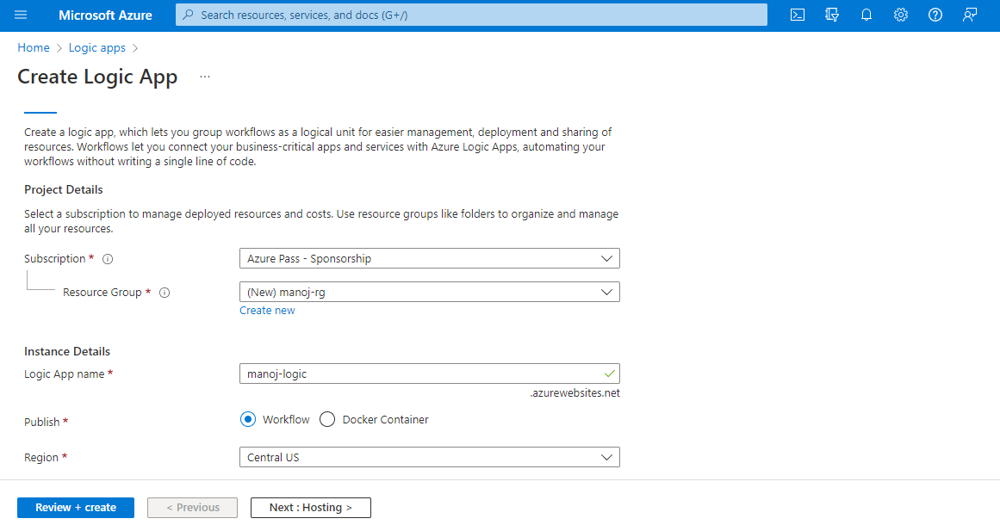 Microsoft Azure
Search resources, services, and docs (G+/)
Home > Logic apps >
Create Logic App ...
Create a logic app, which lets you group workflows as a logical unit for easier management, deployment and sharing of
resources. Workflows let you connect your business-critical apps and services with Azure Logic Apps, automating your
workflows without writing a single line of code.
Project Details
Select a subscription to manage deployed resources and costs. Use resource groups like folders to organize and manage
all your resources.
Subscription * Azure Pass - Sponsorship
Resource Group * (New) manoj-rg
Create new
Instance Details
Logic App name * manoj-logic
.azurewebsites.net
Publish * Workflow Docker Container
Region * Central US
Review + create < Previous Next : Hosting >